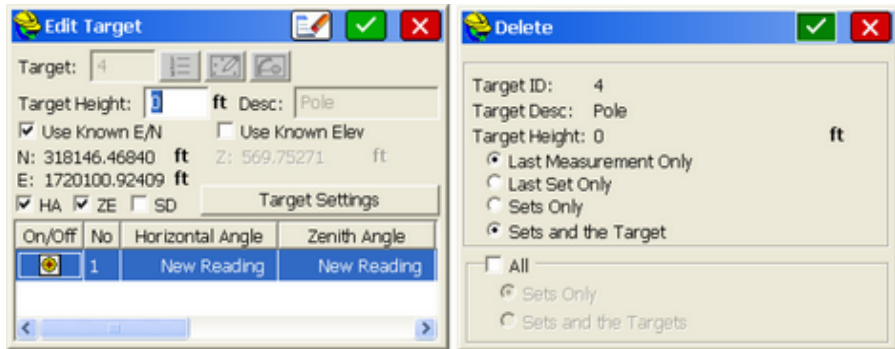 Edit Target
Target: 4
Target Height: 0 ft Desc: Pole
Use Known E/N Use Known Elev
N: 318146.46840 ft Z: 569.75271 ft
E: 1720100.92409 ft
HA ZE SD Target Settings
On/Off No Horizontal Angle Zenith Angle
1 New Reading New Reading
Delete
Target ID: 4
Target Desc: Pole
Target Height: 0 ft
Last Measurement Only
Last Set Only
Sets Only
Sets and the Target
All
Sets Only
Sets and the Targets